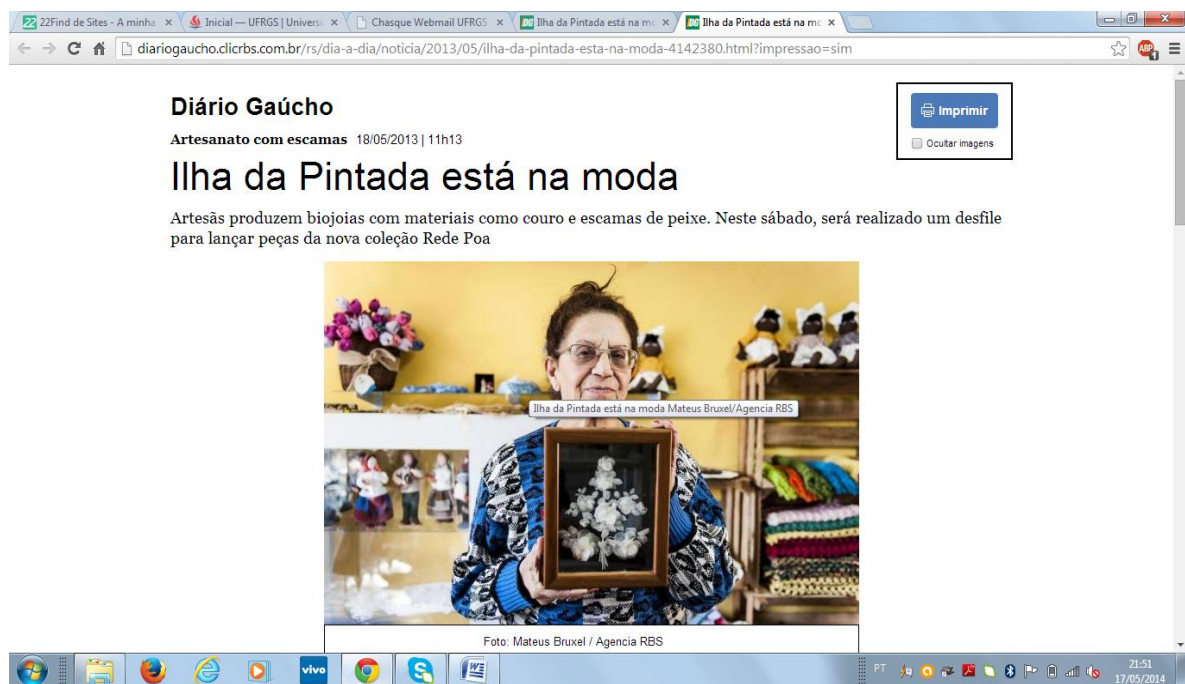 22Find de Sites - A minha
Inicial — UFRGS | Universi
Chasque Webmail UFRGS
Ilha da Pintada está na mo
Ilha da Pintada está na mo
diariogaucho.clicrbs.com.br/rs/dia-a-dia/noticia/2013/05/ilha-da-pintada-esta-na-moda-4142380.html?impressao=sim
ABP
1
Diário Gaúcho
Imprimir
Artesanato com escamas 18/05/2013 | 11h13
Ocultar imagens
Ilha da Pintada está na moda
Artesãs produzem biojoias com materiais como couro e escamas de peixe. Neste sábado, será realizado um desfile
para lançar peças da nova coleção Rede Poa
Ilha da Pintada está na moda Mateus Bruxel/Agencia RBS
Foto: Mateus Bruxel / Agencia RBS
vivo
PT
21:51
17/05/2014